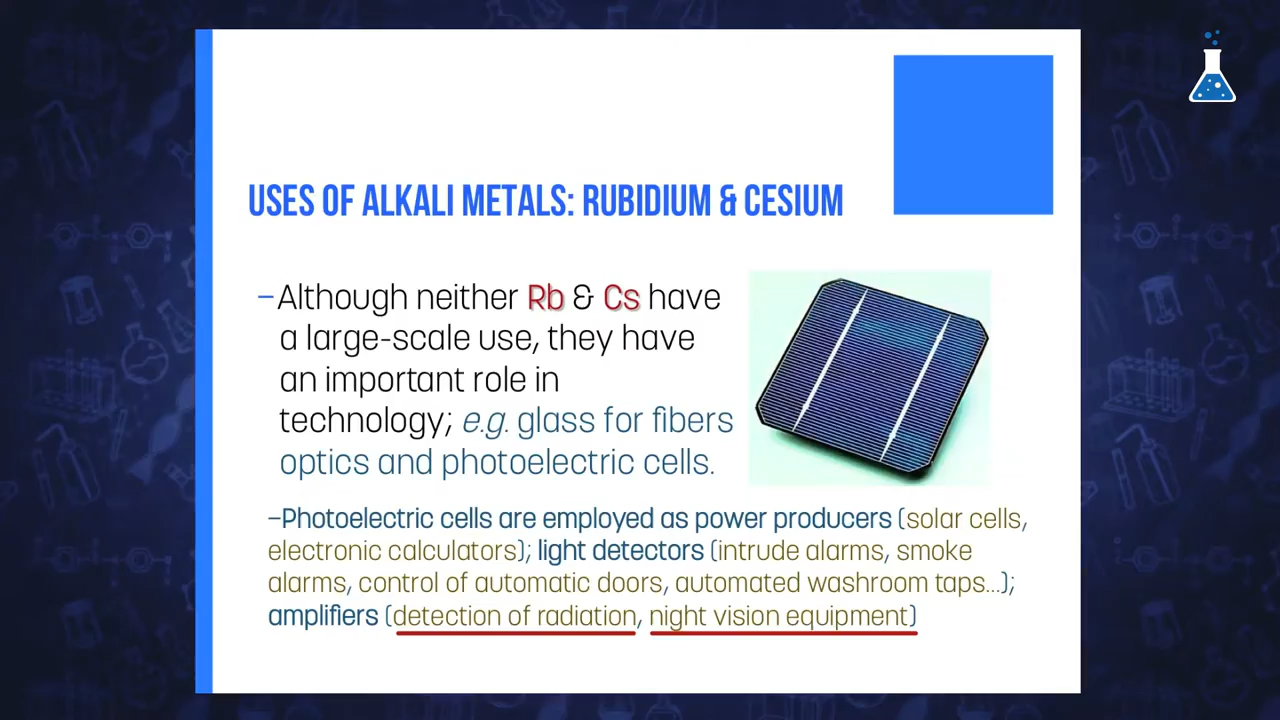 USES OF ALKALI METALS: RUBIDIUM & CESIUM
–Although neither Rb & Cs have
a large-scale use, they have
an important role in
technology; e.g. glass for fibers
optics and photoelectric cells.
–Photoelectric cells are employed as power producers (solar cells,
electronic calculators); light detectors (intrude alarms, smoke
alarms, control of automatic doors, automated washroom taps...);
amplifiers (detection of radiation, night vision equipment)